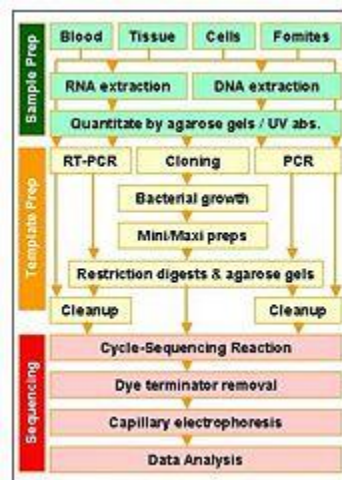 Sample Prep
Blood
Tissue
Cells
Fomites
RNA extraction
DNA extraction
Quantitate by agarose gels / UV abs.
Template Prep
RT-PCR
Cloning
PCR
Bacterial growth
Mini/Maxi preps
Restriction digests & agarose gels
Cleanup
Cleanup
Sequencing
Cycle-Sequencing Reaction
Dye terminator removal
Capillary electrophoresis
Data Analysis